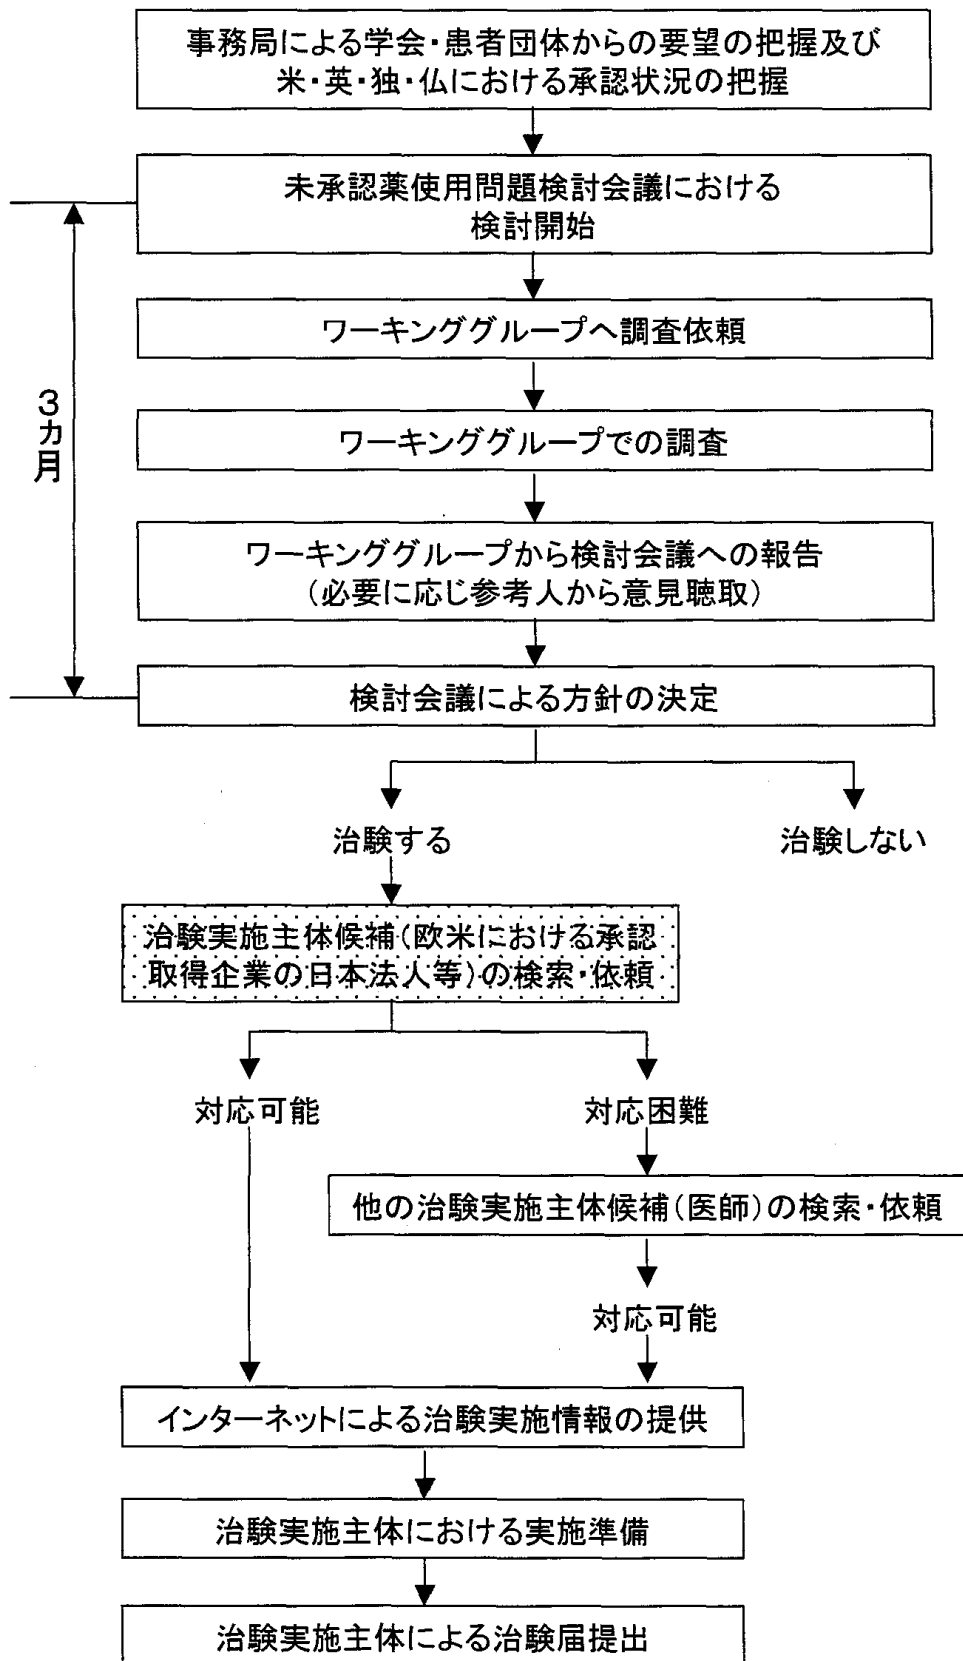 事務局による学会・患者団体からの要望の把握及び
米・英・独・仏における承認状況の把握
未承認薬使用問題検討会議における
検討開始
ワーキンググループへ調査依頼
3カ月
ワーキンググループでの調査
ワーキンググループから検討会議への報告
(必要に応じ参考人から意見聴取)
検討会議による方針の決定
治験する
治験しない
治験実施主体候補(欧米における承認
取得企業の日本法人等)の検索・依頼
対応可能
対応困難
他の治験実施主体候補(医師)の検索・依頼
対応可能
インターネットによる治験実施情報の提供
治験実施主体における実施準備
治験実施主体による治験届提出